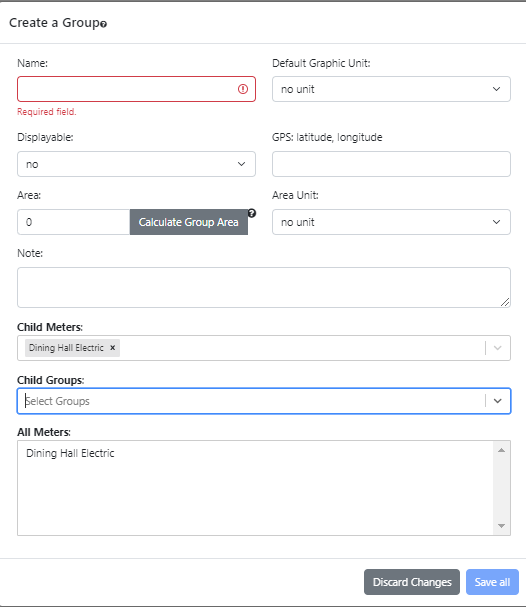 Create a Group
Name: Default Graphic Unit:
no unit
Required field.
Displayable: GPS: latitude, longitude
no
Area: Area Unit:
0 Calculate Group Area ? no unit
Note:
Child Meters:
Dining Hall Electric ×
Child Groups:
Select Groups
All Meters:
Dining Hall Electric
Discard Changes Save all